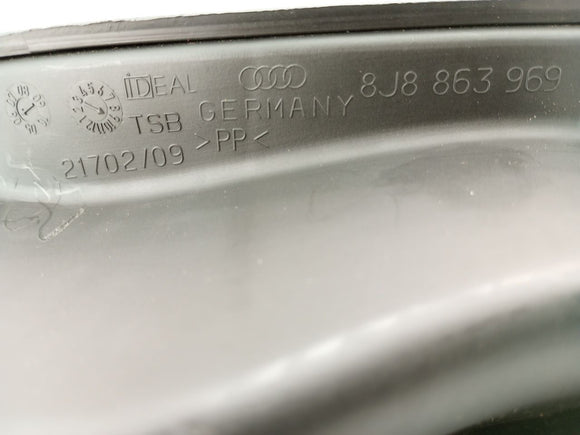 iDEAL 8J8 863 969
TSB GERMANY
21702/09 >PP<